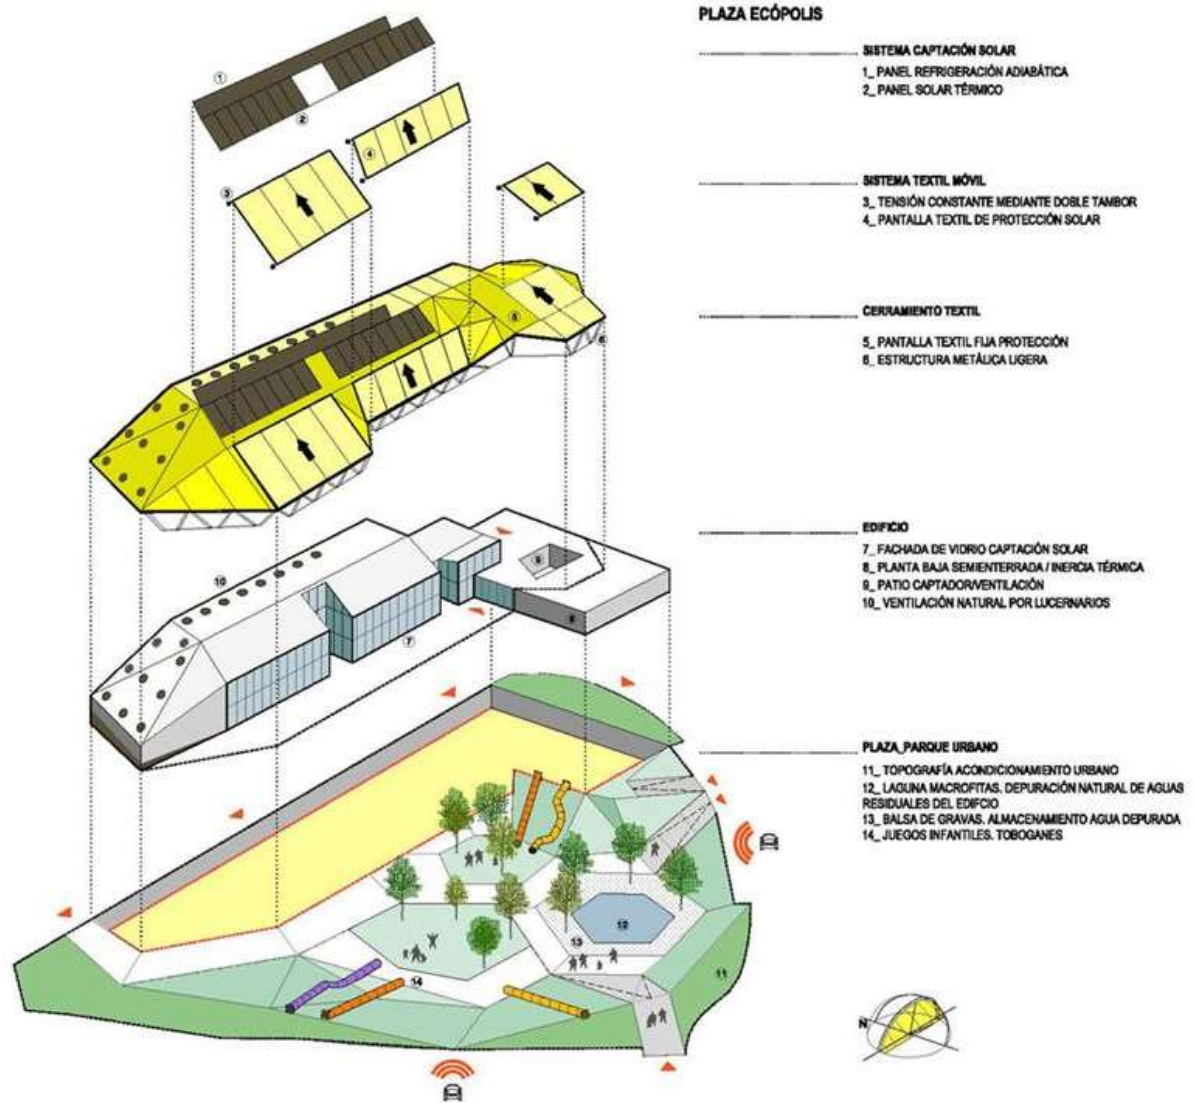 PLAZA ECÓPOLIS
SISTEMA CAPTACIÓN SOLAR
1_ PANEL REFRIGERACIÓN ADIABÁTICA
2_ PANEL SOLAR TÉRMICO
SISTEMA TEXTIL MÓVIL
3_ TENSIÓN CONSTANTE MEDIANTE DOBLE TAMBOR
4_ PANTALLA TEXTIL DE PROTECCIÓN SOLAR
CERRAMIENTO TEXTIL
5_ PANTALLA TEXTIL FIJA PROTECCIÓN
6_ ESTRUCTURA METÁLICA LIGERA
EDIFICIO
7_ FACHADA DE VIDRIO CAPTACIÓN SOLAR
8_ PLANTA BAJA SEMIENTERRADA / INERCIA TÉRMICA
9_ PATIO CAPTADOR/VENTILACIÓN
10_ VENTILACIÓN NATURAL POR LUCERNARIOS
PLAZA_PARQUE URBANO
11_ TOPOGRAFÍA ACONDICIONAMIENTO URBANO
12_ LAGUNA MACROFITAS. DEPURACIÓN NATURAL DE AGUAS
RESIDUALES DEL EDIFCIO
13_ BALSA DE GRAVAS. ALMACENAMIENTO AGUA DEPURADA
14_ JUEGOS INFANTILES. TOBOGANES
1
2
4
3
5
6
10
9
8
7
12
13
11
14
N